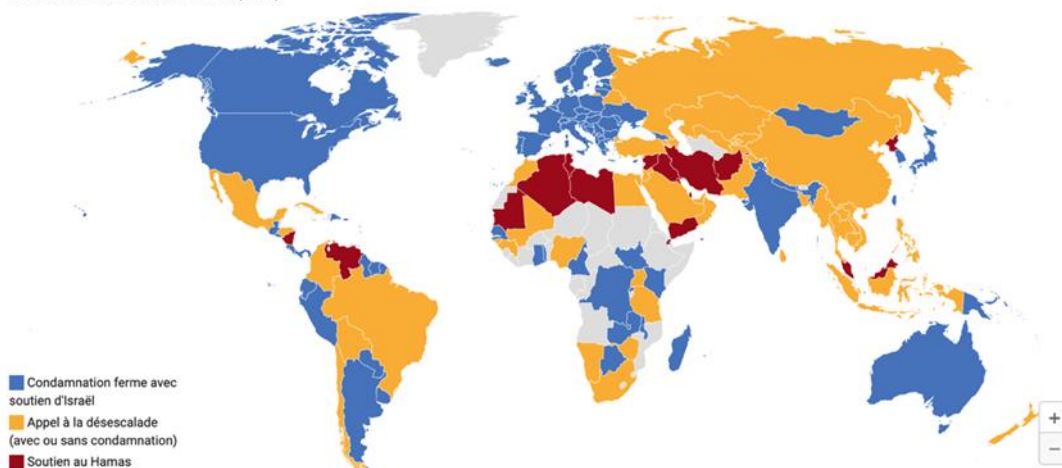 Condamnation ferme avec
soutien d'Israël
Appel à la désescalade
(avec ou sans condamnation)
Soutien au Hamas
+
−